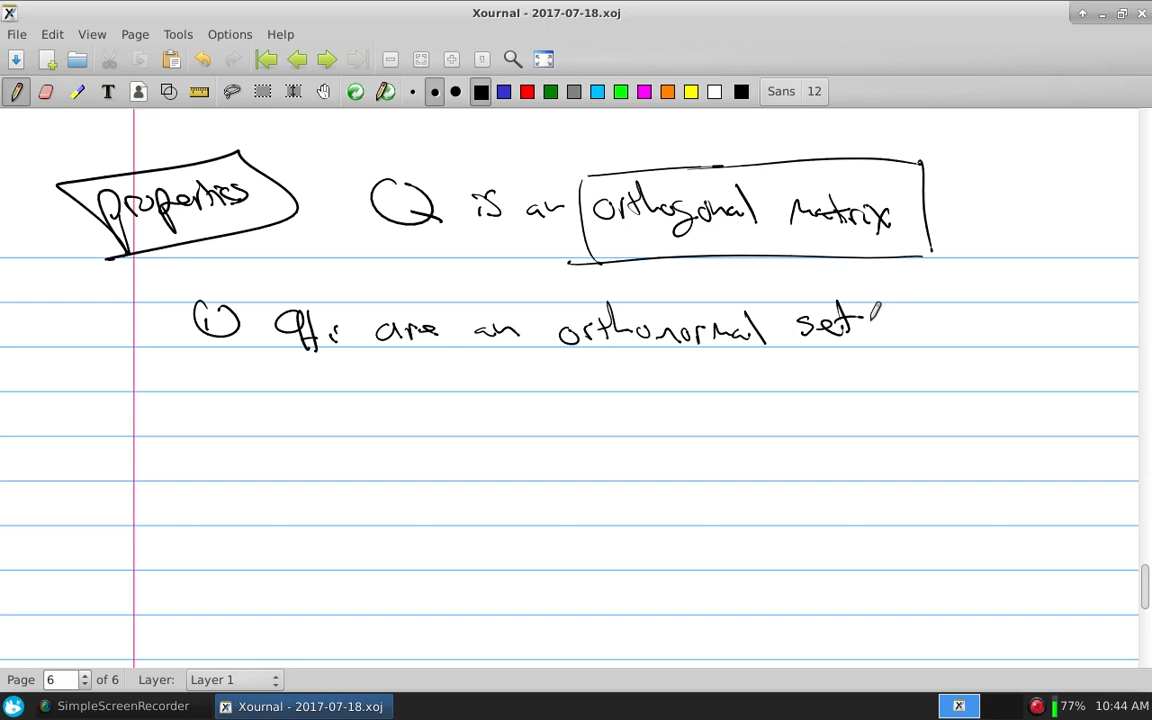 Xournal - 2017-07-18.xoj
File Edit View Page Tools Options Help
Sans 12
properties Q is an orthogonal matrix
① qi are an orthonormal set
Page 6 of 6 Layer: Layer 1
SimpleScreenRecorder Xournal - 2017-07-18.xoj 77% 10:44 AM